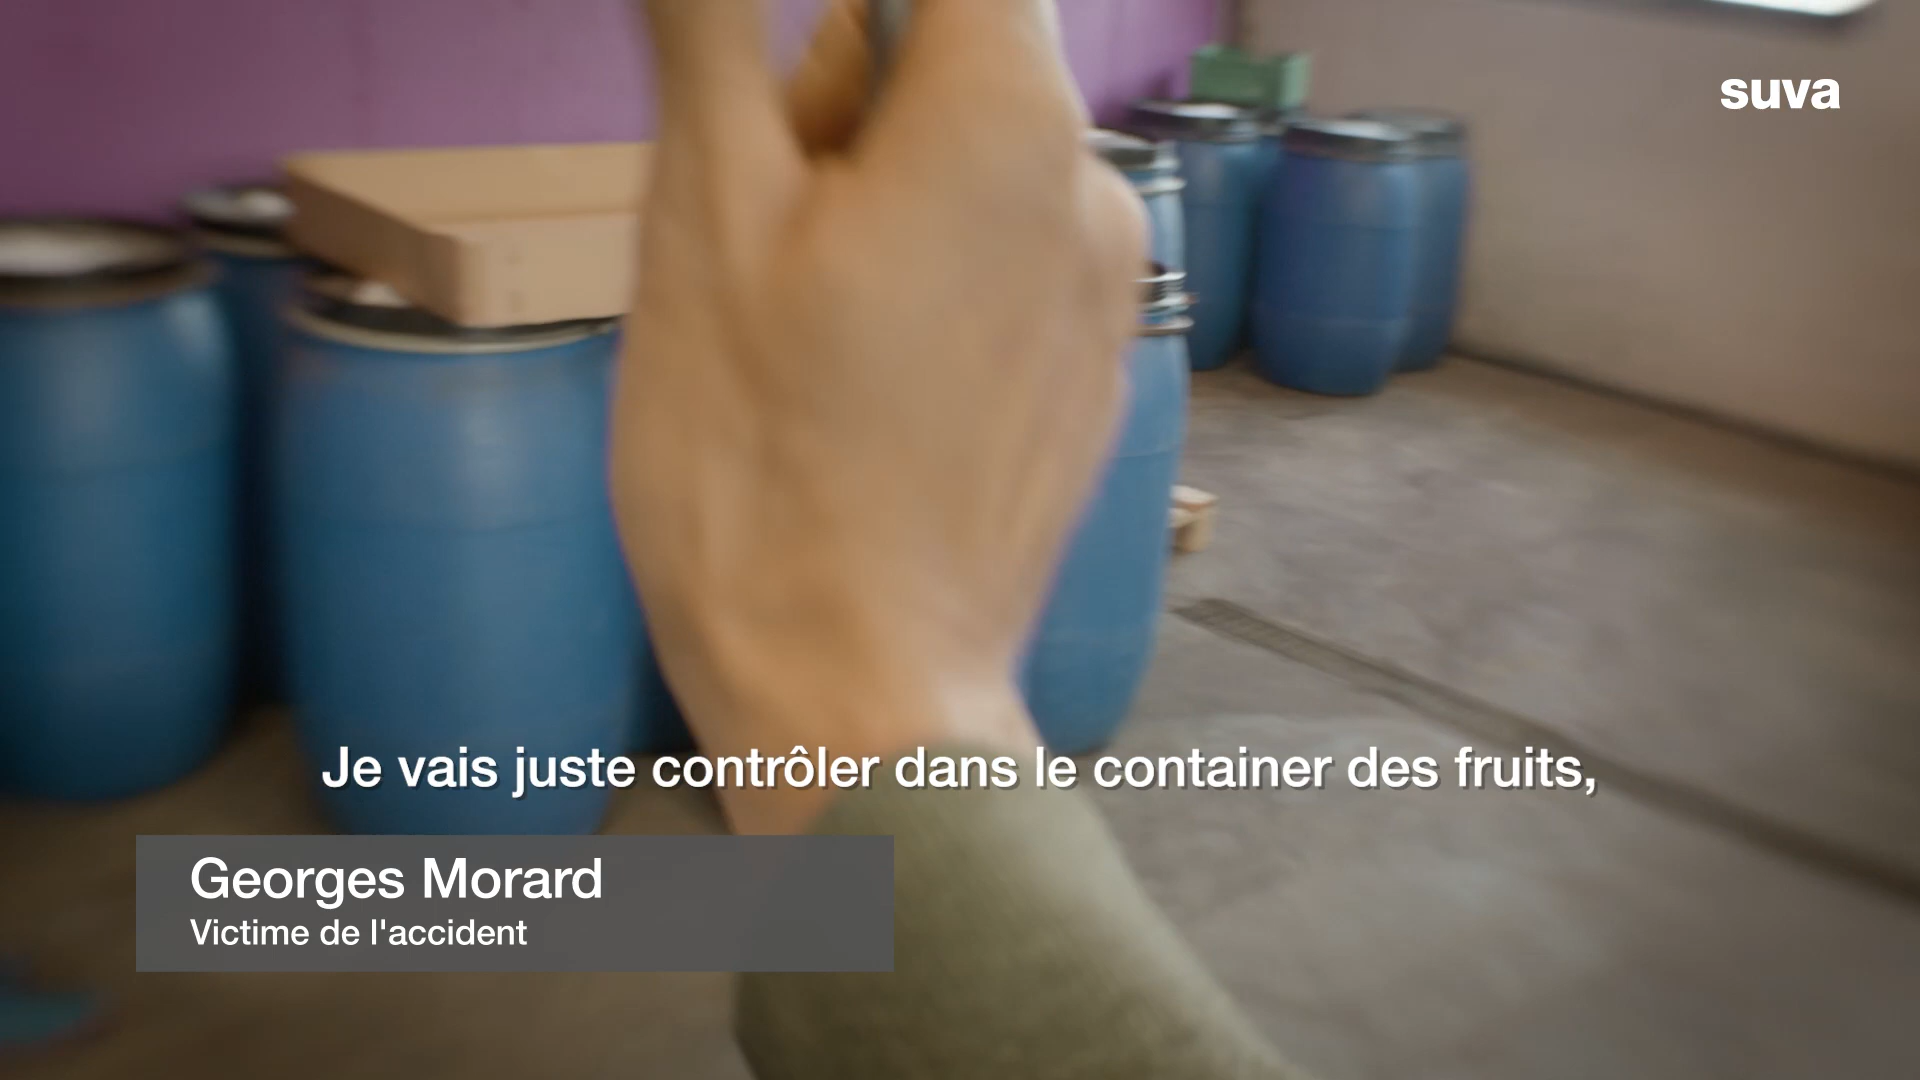 suva
Je vais juste contrôler dans le container des fruits,
Georges Morard
Victime de l'accident